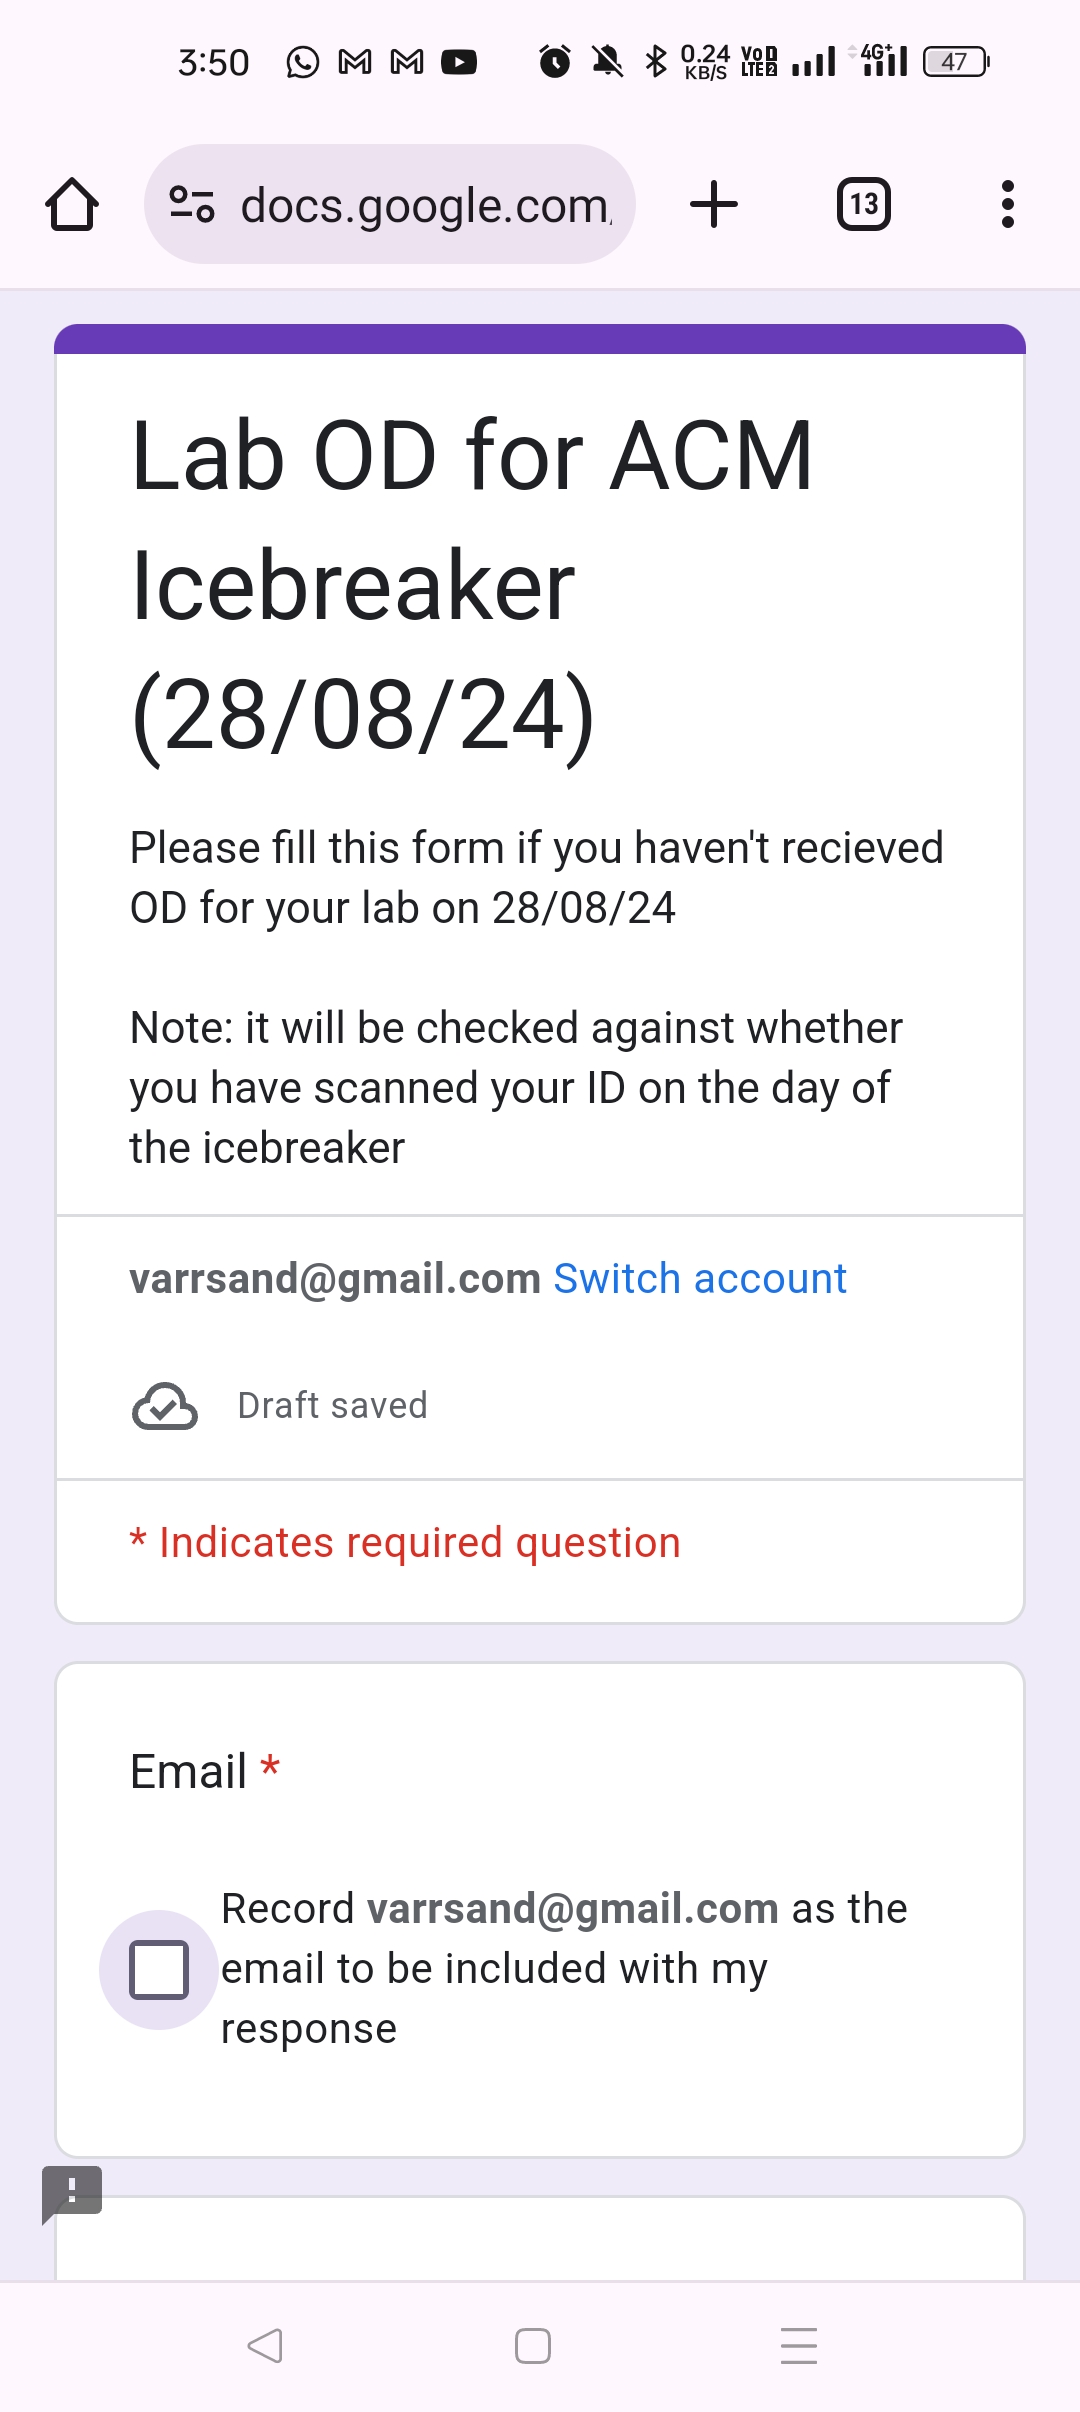 3:50
0.24
KB/S
Vo 1
LTE 2
4G+
47
docs.google.com
13
Lab OD for ACM
Icebreaker
(28/08/24)
Please fill this form if you haven't recieved
OD for your lab on 28/08/24
Note: it will be checked against whether
you have scanned your ID on the day of
the icebreaker
varrsand@gmail.com Switch account
Draft saved
* Indicates required question
Email *
Record varrsand@gmail.com as the
email to be included with my
response